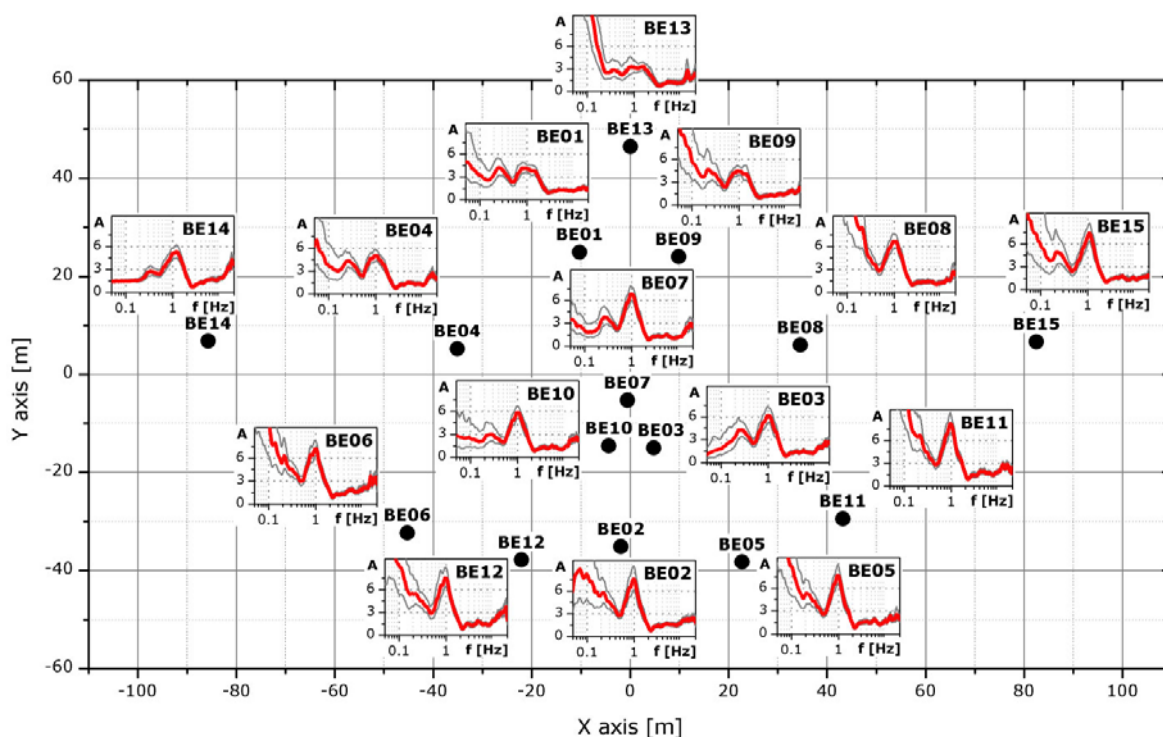 A
6
3
0
BE13
0.1
1
f [Hz]
60
40
20
0
-20
-40
-60
Y axis [m]
A
6
3
0
BE01
0.1
1
f [Hz]
BE13
A
6
3
0
BE09
0.1
1
f [Hz]
A
6
3
0
BE14
0.1
1
f [Hz]
A
6
3
0
BE04
0.1
1
f [Hz]
BE01
BE09
A
6
3
0
BE08
0.1
1
f [Hz]
A
6
3
0
BE15
0.1
1
f [Hz]
A
6
3
0
BE07
0.1
1
f [Hz]
BE14
BE04
BE08
BE15
BE07
A
6
3
0
BE10
0.1
1
f [Hz]
BE10
BE03
A
6
3
0
BE03
0.1
1
f [Hz]
A
6
3
0
BE06
0.1
1
f [Hz]
A
6
3
0
BE11
0.1
1
f [Hz]
BE06
BE12
BE02
BE05
BE11
A
6
3
0
BE12
0.1
1
f [Hz]
A
6
3
0
BE02
0.1
1
f [Hz]
A
6
3
0
BE05
0.1
1
f [Hz]
-100
-80
-60
-40
-20
0
20
40
60
80
100
X axis [m]